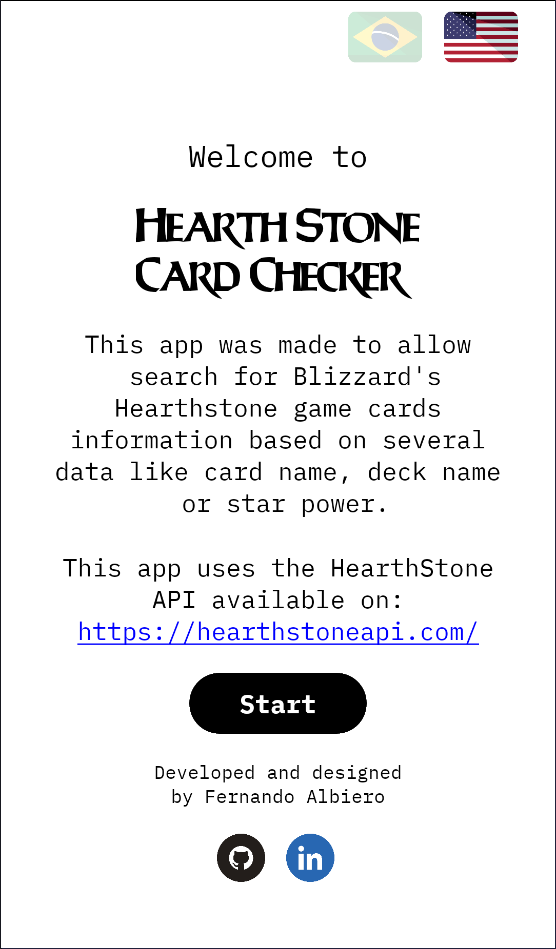 Welcome to
HEARTH STONE
CARD CHECKER
This app was made to allow
search for Blizzard's
Hearthstone game cards
information based on several
data like card name, deck name
or star power.
This app uses the HearthStone
API available on:
https://hearthstoneapi.com/
Start
Developed and designed
by Fernando Albiero
in